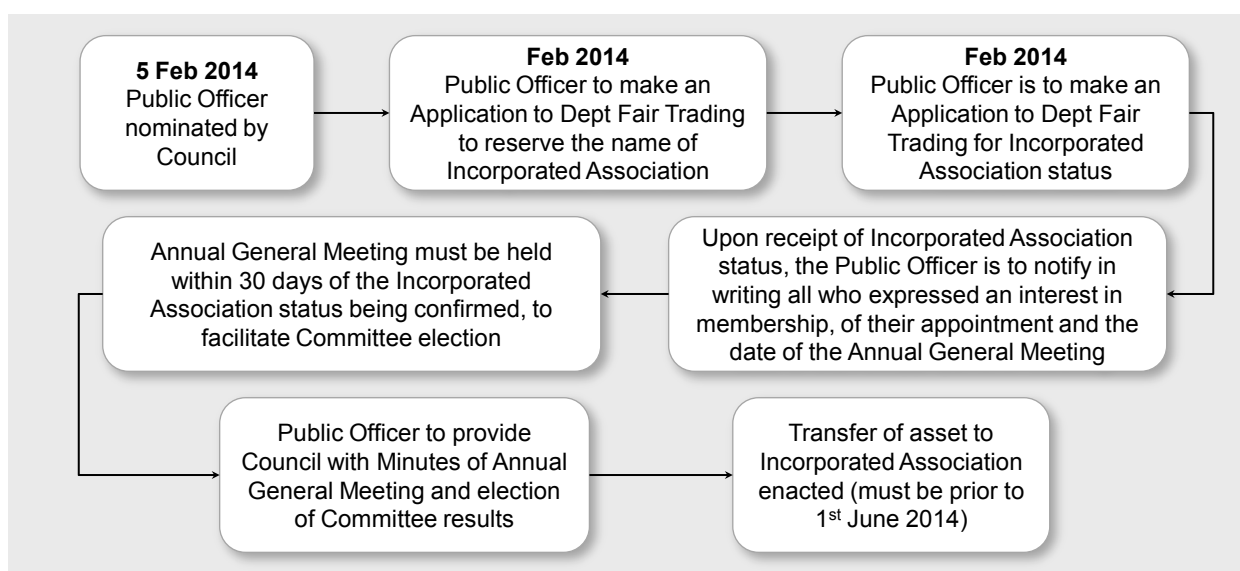 5 Feb 2014
Public Officer
nominated by
Council
Feb 2014
Public Officer to make an
Application to Dept Fair Trading
to reserve the name of
Incorporated Association
Feb 2014
Public Officer is to make an
Application to Dept Fair
Trading for Incorporated
Association status
Upon receipt of Incorporated Association
status, the Public Officer is to notify in
writing all who expressed an interest in
membership, of their appointment and the
date of the Annual General Meeting
Annual General Meeting must be held
within 30 days of the Incorporated
Association status being confirmed, to
facilitate Committee election
Public Officer to provide
Council with Minutes of Annual
General Meeting and election
of Committee results
Transfer of asset to
Incorporated Association
enacted (must be prior to
1st June 2014)